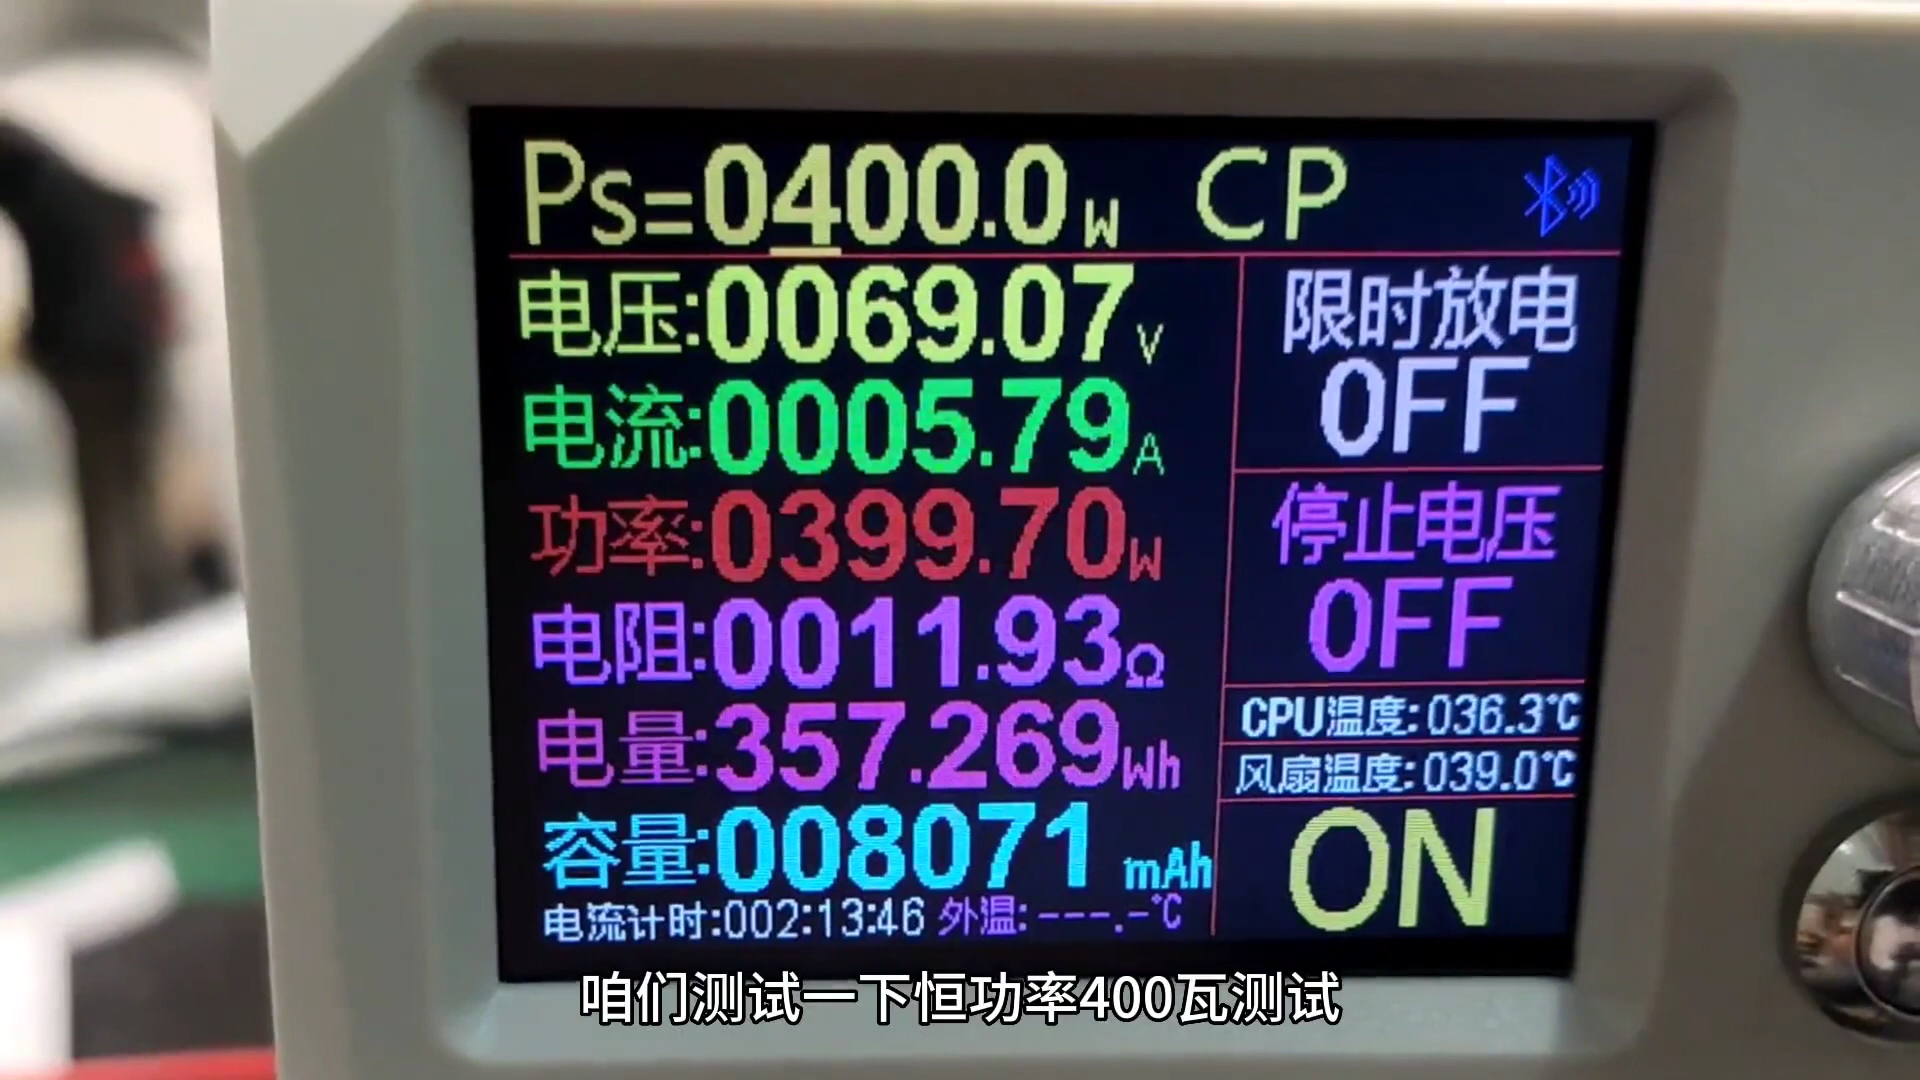 Ps=0400.0W CP
电压:0069.07V
限时放电
OFF
电流:0005.79A
功率:0399.70W
停止电压
OFF
电阻:0011.93Ω
电量:357.269Wh
CPU温度:036.3℃
风扇温度:039.0℃
容量:008071 mAh
ON
电流计时:002:13:46 外温:---.-℃
咱们测试一下恒功率400瓦测试